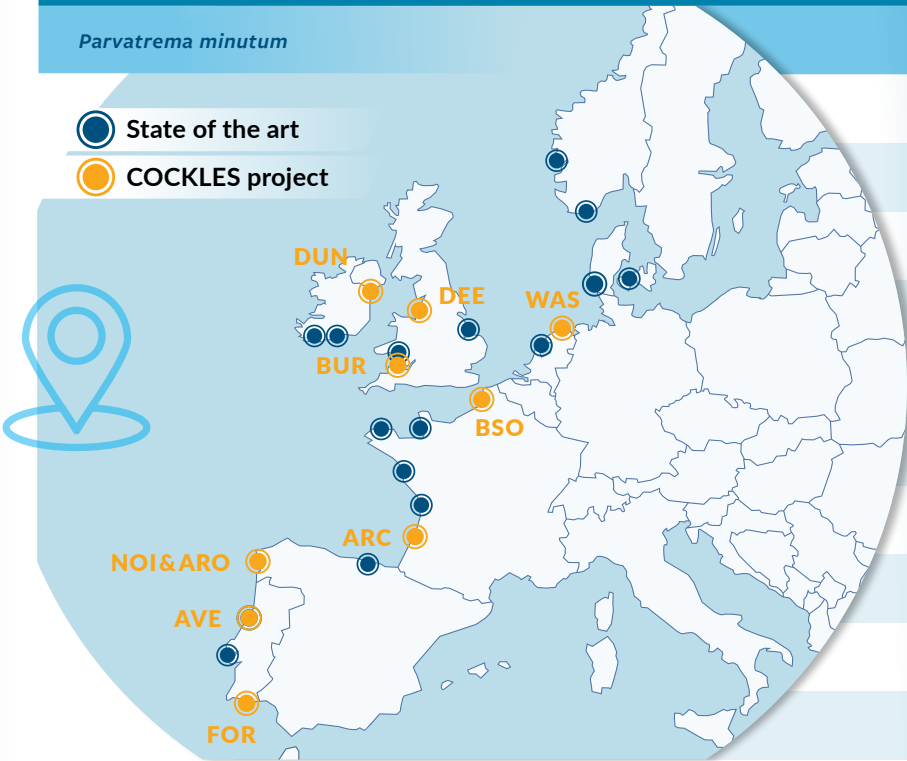 Parvatrema minutum
State of the art
COCKLES project
DUN
DEE
WAS
BUR
BSO
ARC
NOI&ARO
AVE
FOR